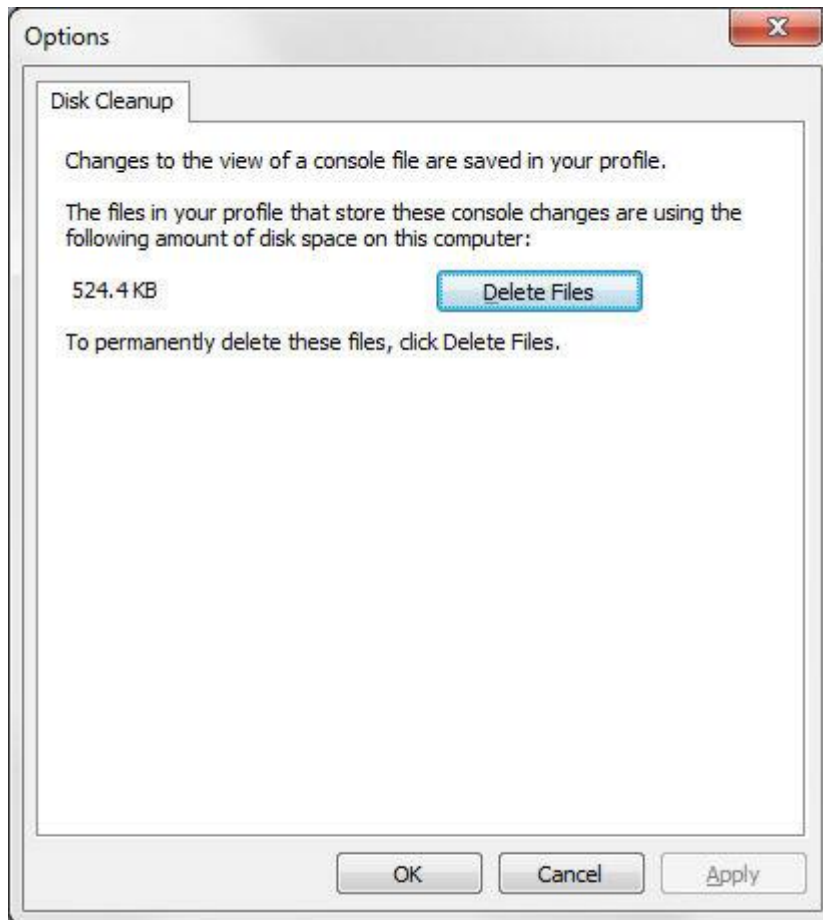 Options
Disk Cleanup
Changes to the view of a console file are saved in your profile.
The files in your profile that store these console changes are using the
following amount of disk space on this computer:
524.4 KB
Delete Files
To permanently delete these files, click Delete Files.
OK
Cancel
Apply